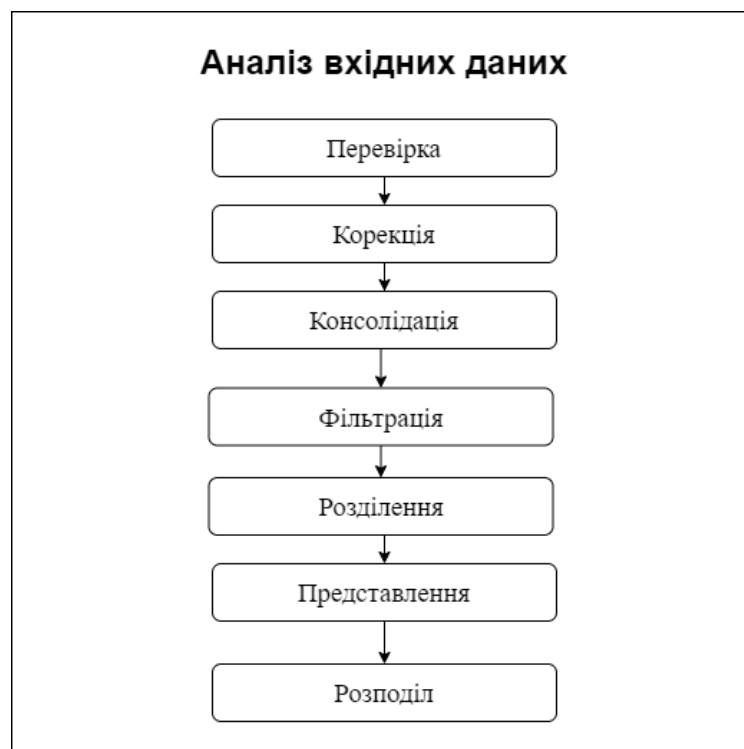 Аналіз вхідних даних
Перевірка
Корекція
Консолідація
Фільтрація
Розділення
Представлення
Розподіл